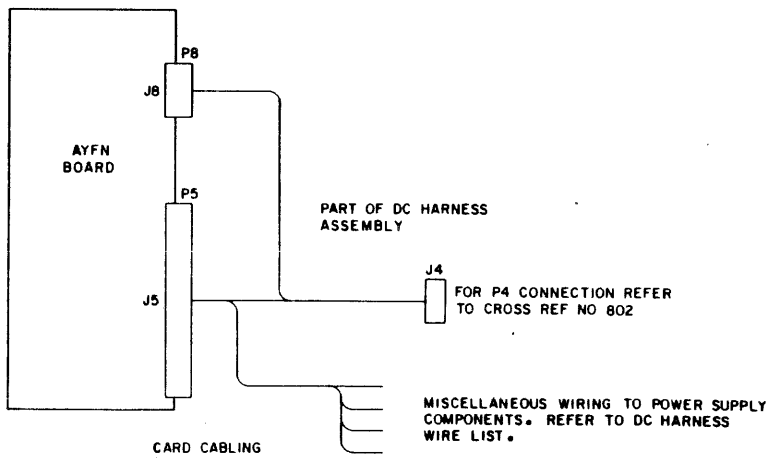 P8
J8
AYFN
BOARD
P5
PART OF DC HARNESS
ASSEMBLY
J4
J5
FOR P4 CONNECTION REFER
TO CROSS REF NO 802
MISCELLANEOUS WIRING TO POWER SUPPLY
COMPONENTS. REFER TO DC HARNESS
WIRE LIST.
CARD CABLING